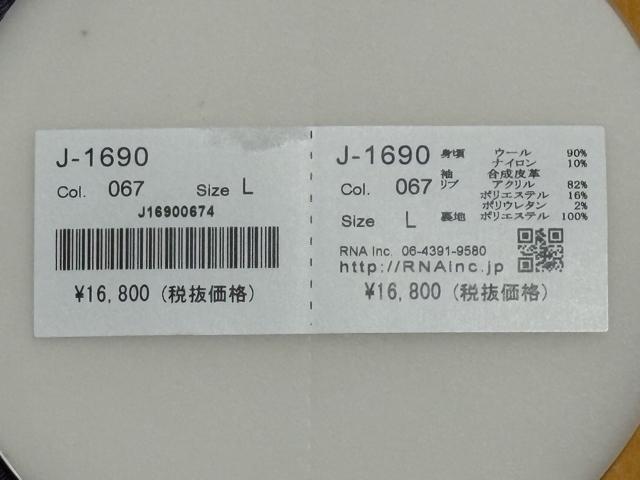 J-1690
Col. 067 Size L
J16900674
¥16,800 (税抜価格)
J-1690 身頃 ウール 90%
ナイロン 10%
袖 合成皮革
Col. 067 リブ アクリル 82%
ポリエステル 16%
ポリウレタン 2%
Size L 裏地 ポリエステル 100%
RNA Inc. 06-4391-9580
http://RNAinc.jp
¥16,800 (税抜価格)